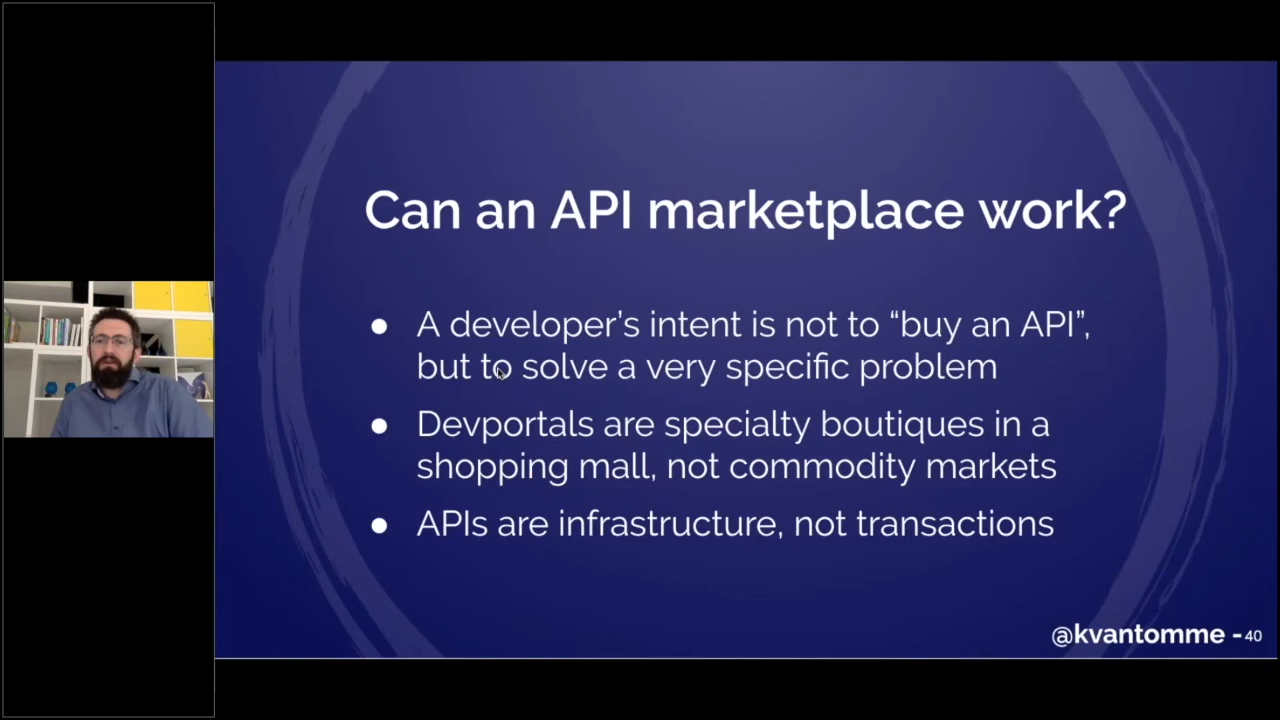 Can an API marketplace work?
● A developer’s intent is not to “buy an API”,
but to solve a very specific problem
● Devportals are specialty boutiques in a
shopping mall, not commodity markets
● APIs are infrastructure, not transactions
@kvantomme - 40